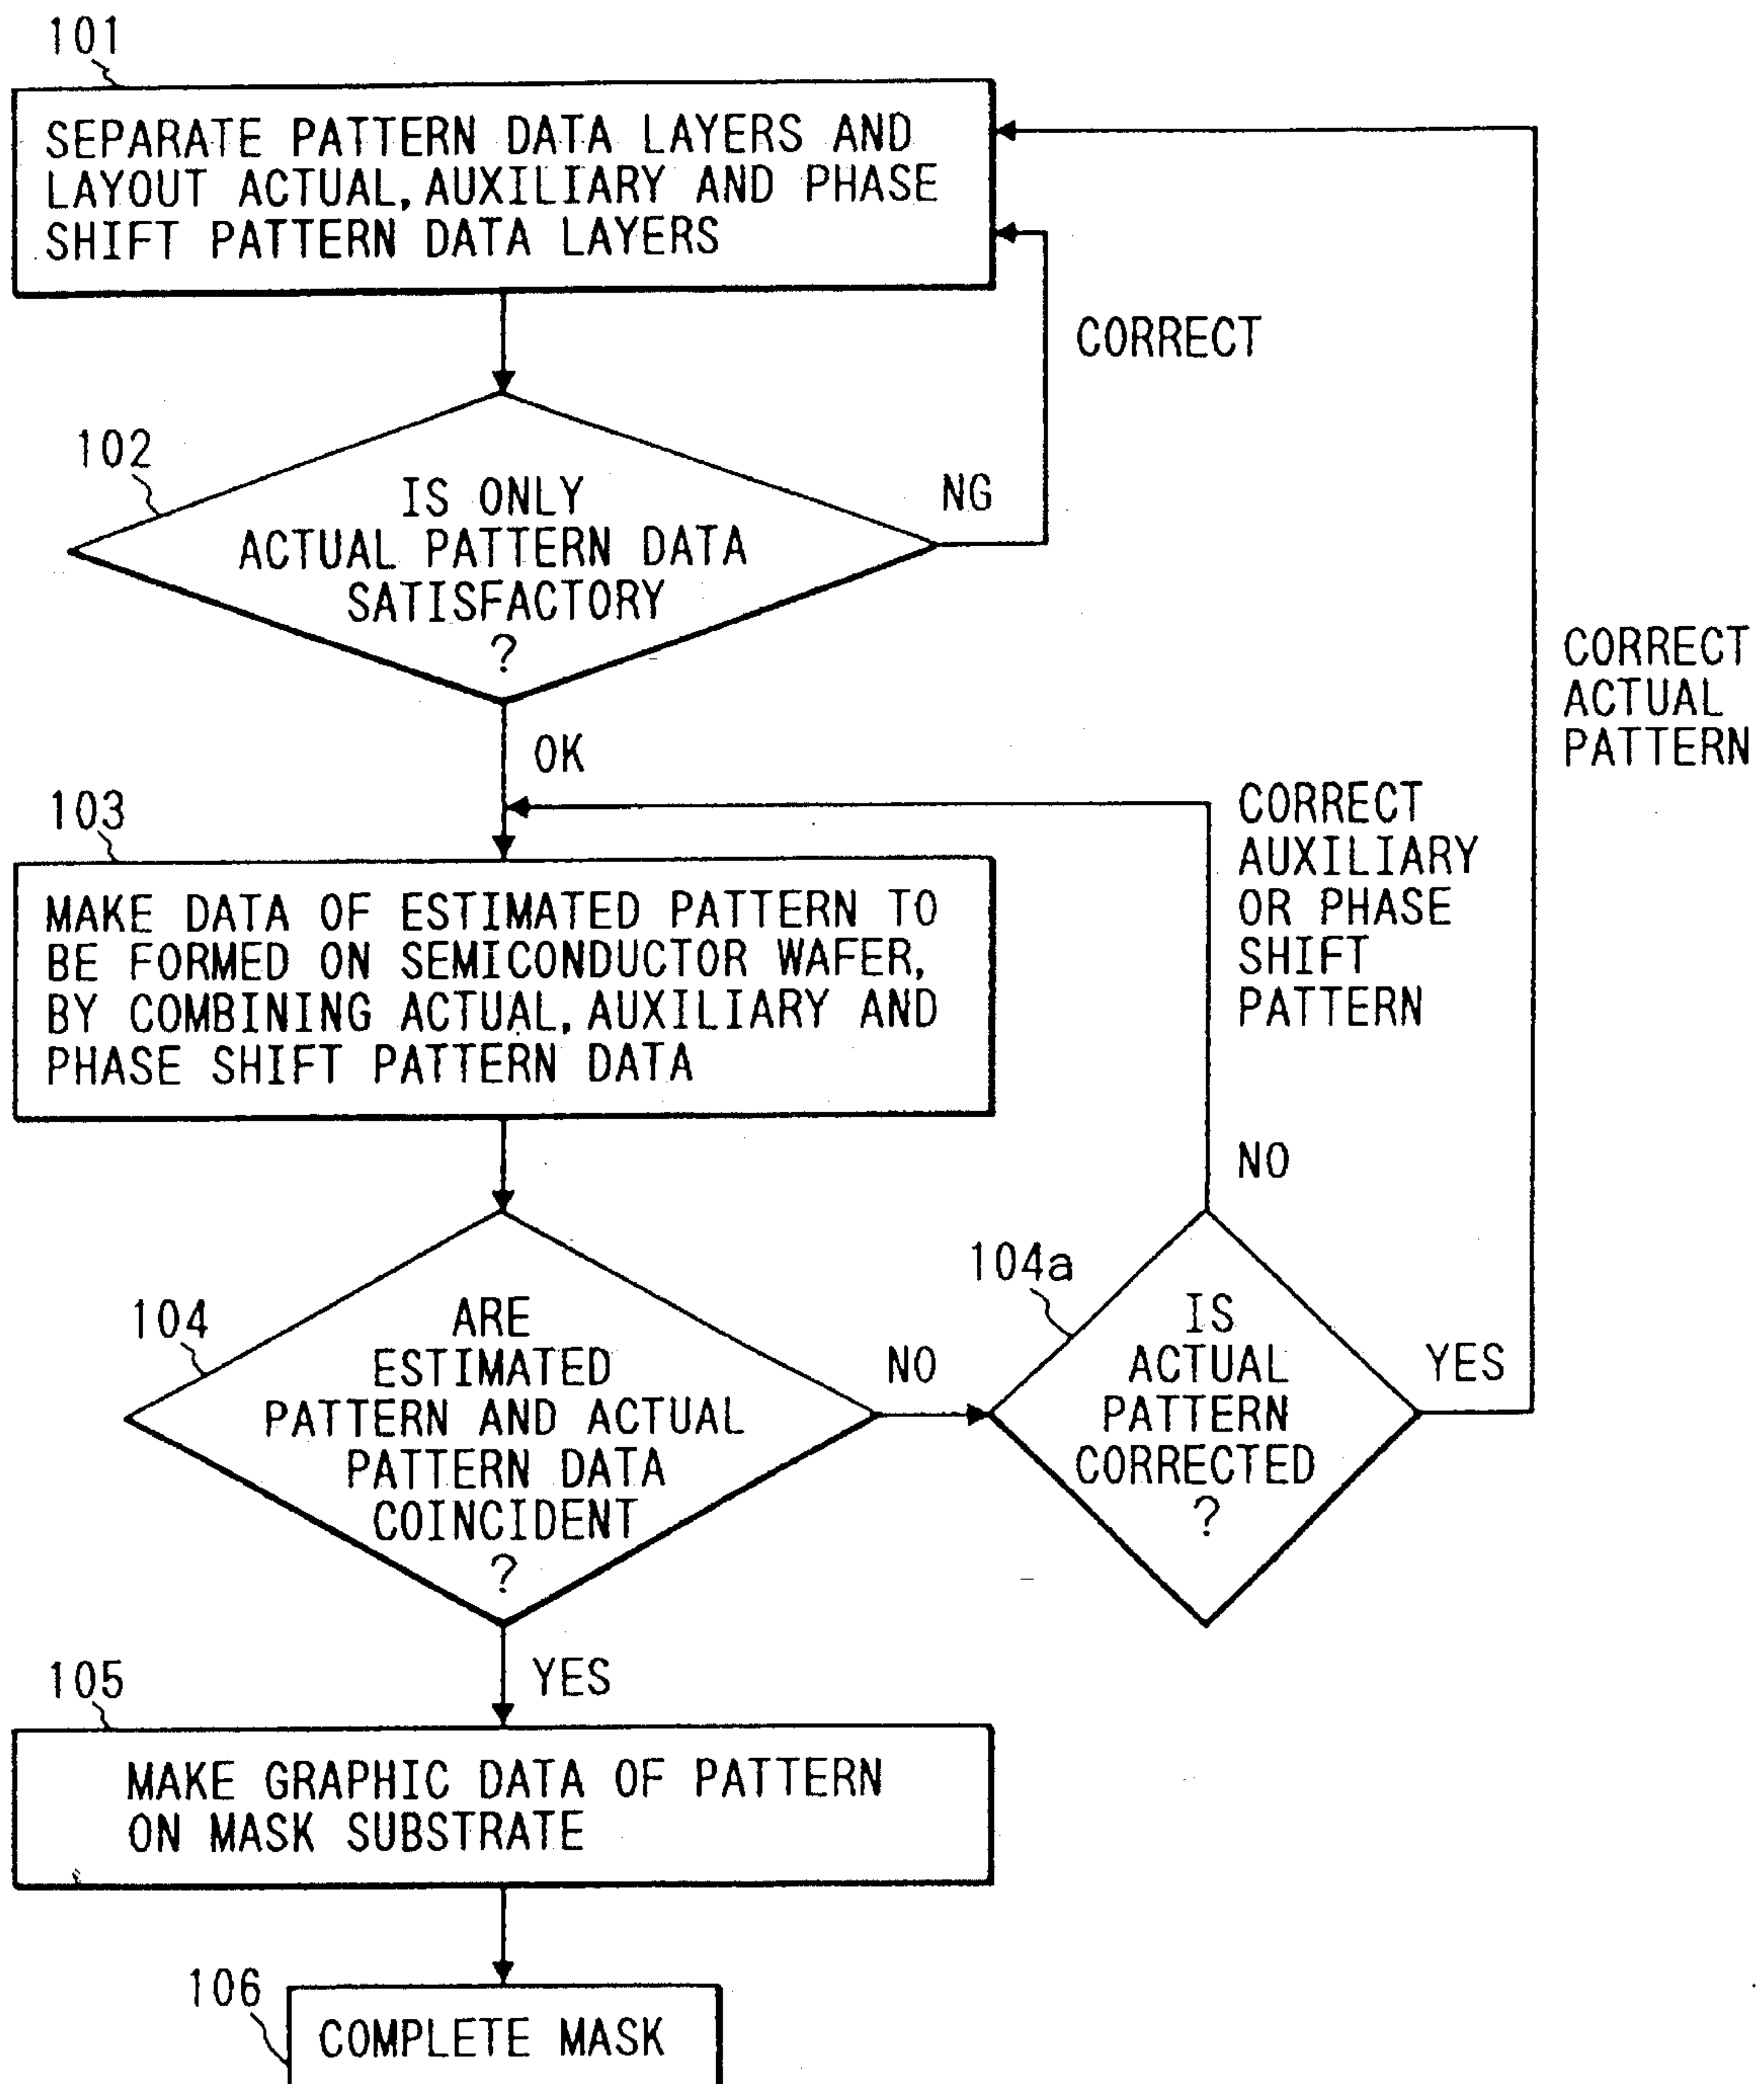 101
SEPARATE PATTERN DATA LAYERS AND
LAYOUT ACTUAL, AUXILIARY AND PHASE
SHIFT PATTERN DATA LAYERS
CORRECT
102
IS ONLY
ACTUAL PATTERN DATA
SATISFACTORY
?
NG
OK
CORRECT
ACTUAL
PATTERN
CORRECT
AUXILIARY
OR PHASE
SHIFT
PATTERN
103
MAKE DATA OF ESTIMATED PATTERN TO
BE FORMED ON SEMICONDUCTOR WAFER,
BY COMBINING ACTUAL, AUXILIARY AND
PHASE SHIFT PATTERN DATA
NO
104
ARE
ESTIMATED
PATTERN AND ACTUAL
PATTERN DATA
COINCIDENT
?
NO
104a
IS
ACTUAL
PATTERN
CORRECTED
?
YES
YES
105
MAKE GRAPHIC DATA OF PATTERN
ON MASK SUBSTRATE
106
COMPLETE MASK